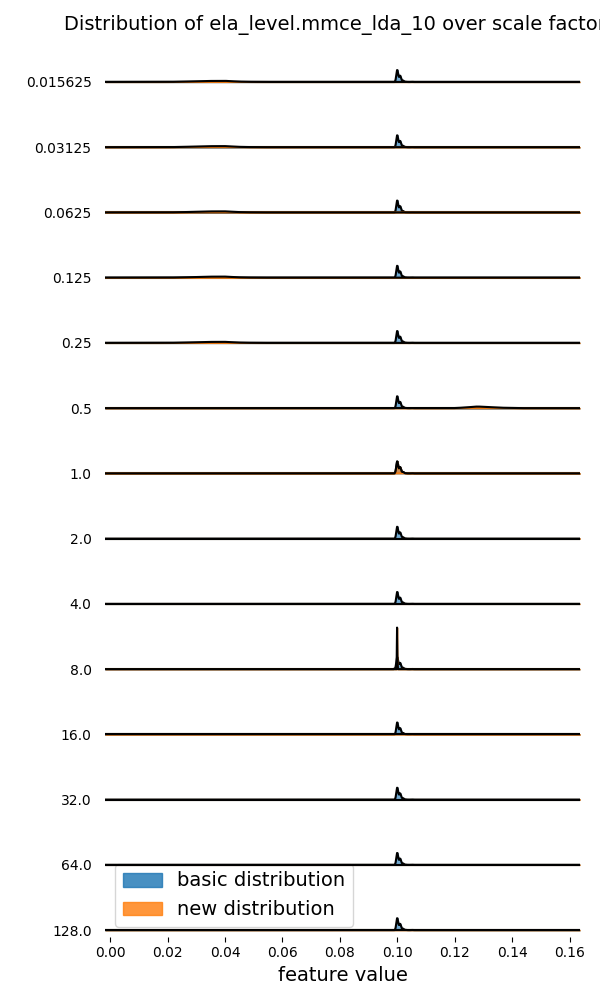 Distribution of ela_level.mmce_lda_10 over scale factor
0.015625
0.03125
0.0625
0.125
0.25
0.5
1.0
2.0
4.0
8.0
16.0
32.0
64.0
basic distribution
new distribution
128.0
0.00 0.02 0.04 0.06 0.08 0.10 0.12 0.14 0.16
feature value